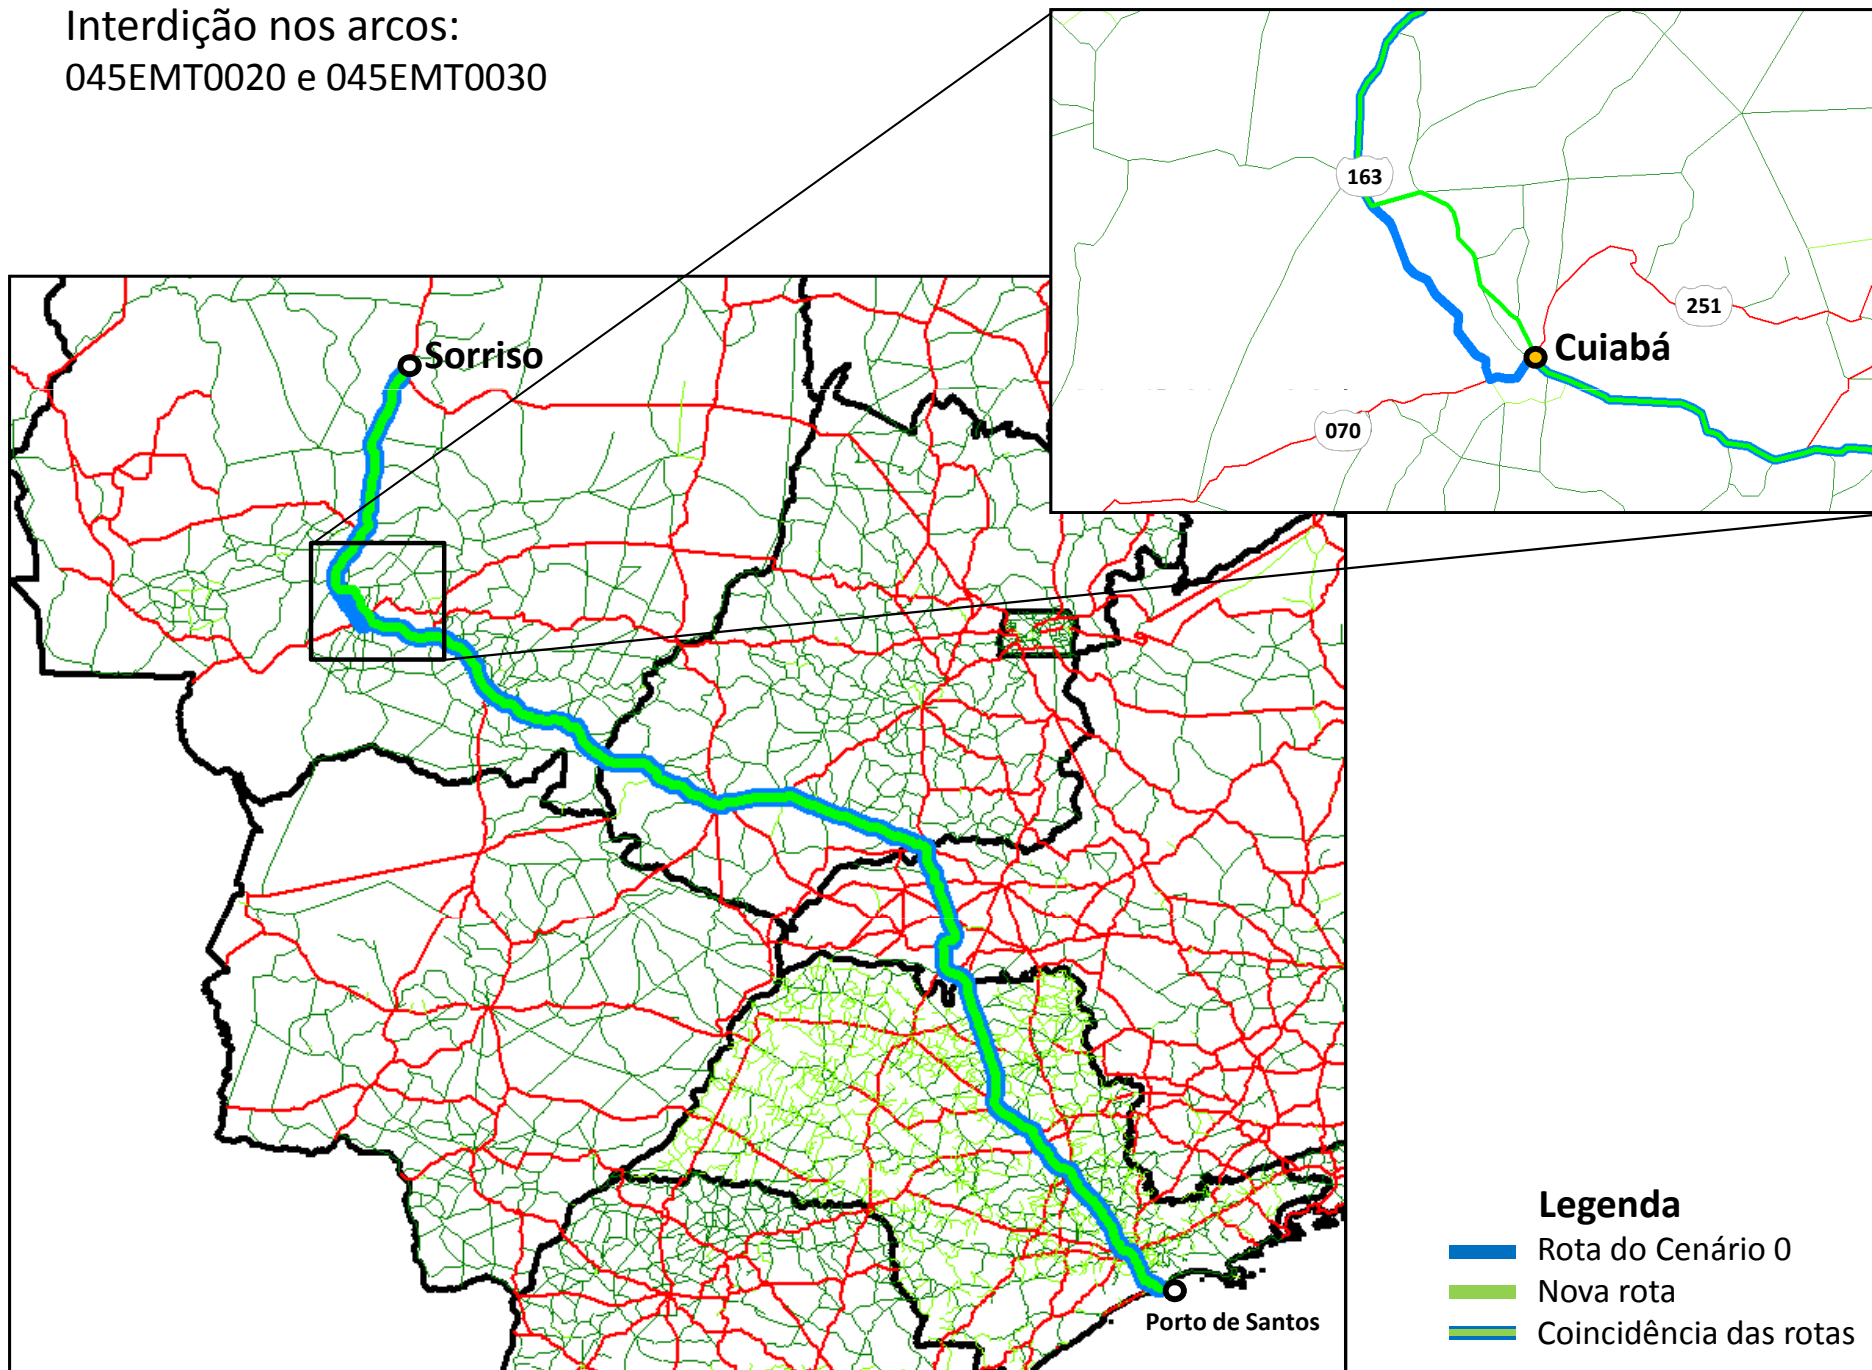 Interdição nos arcos:
045EMT0020 e 045EMT0030
163
251
Cuiabá
070
Sorriso
Porto de Santos
Legenda
Rota do Cenário 0
Nova rota
Coincidência das rotas